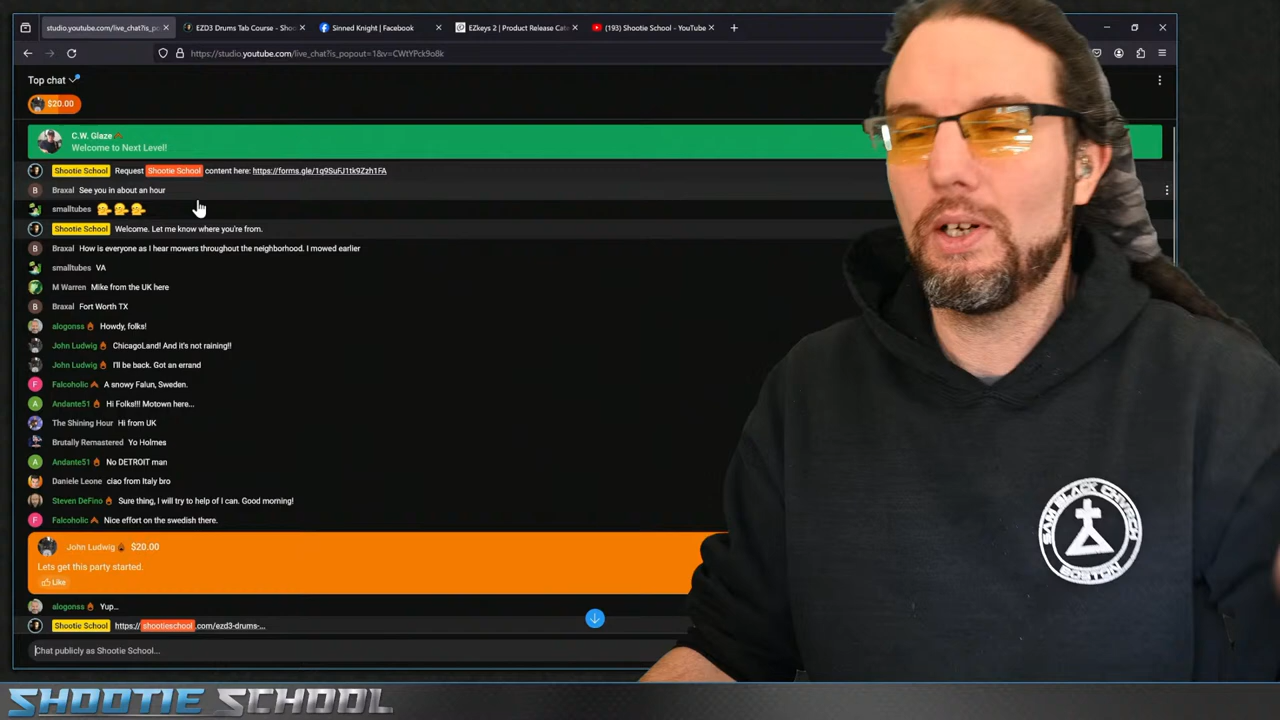 studio.youtube.com/live_chat?is_p
EZD3 Drums Tab Course - Shoo
Sinned Knight | Facebook
EZkeys 2 | Product Release Cate
(193) Shootie School - YouTube
https://studio.youtube.com/live_chat?is_popout=1&v=CWtYPck9o8k
Top chat
$20.00
C.W. Glaze
Welcome to Next Level!
Shootie School Request Shootie School content here: https://forms.gle/1q9SuFJ1tk9Zzh1FA
B Braxal See you in about an hour
smalltubes
Shootie School Welcome. Let me know where you're from.
B Braxal How is everyone as I hear mowers throughout the neighborhood. I mowed earlier
smalltubes VA
M Warren Mike from the UK here
B Braxal Fort Worth TX
alogonss Howdy, folks!
John Ludwig ChicagoLand! And it's not raining!!
John Ludwig I'll be back. Got an errand
F Falcoholic A snowy Falun, Sweden.
A Andante51 Hi Folks!!! Motown here...
The Shining Hour Hi from UK
Brutally Remastered Yo Holmes
A Andante51 No DETROIT man
Daniele Leone ciao from Italy bro
Steven DeFino Sure thing, I will try to help of I can. Good morning!
F Falcoholic Nice effort on the swedish there.
John Ludwig $20.00
Lets get this party started.
Like
alogonss Yup...
Shootie School https://shootieschool.com/ezd3-drums-...
Chat publicly as Shootie School...
SAM BLACK CHURCH
BOSTON
SHOOTIE SCHOOL